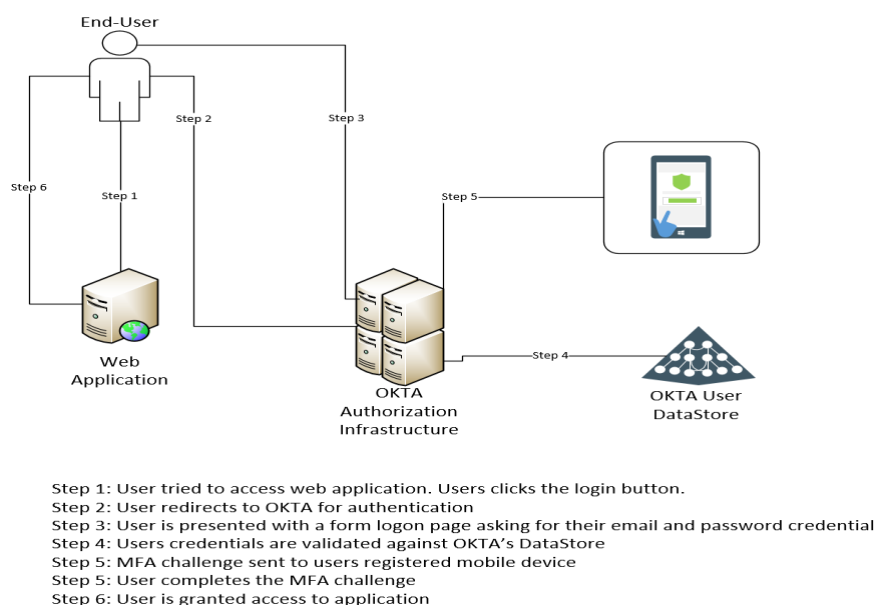 End-User
Step 2
Step 3
Step 6
Step 1
Step 5
Step 4
Web
Application
OKTA
Authorization
Infrastructure
OKTA User
DataStore
Step 1: User tried to access web application. Users clicks the login button.
Step 2: User redirects to OKTA for authentication
Step 3: User is presented with a form logon page asking for their email and password credential
Step 4: Users credentials are validated against OKTA's DataStore
Step 5: MFA challenge sent to users registered mobile device
Step 5: User completes the MFA challenge
Step 6: User is granted access to application